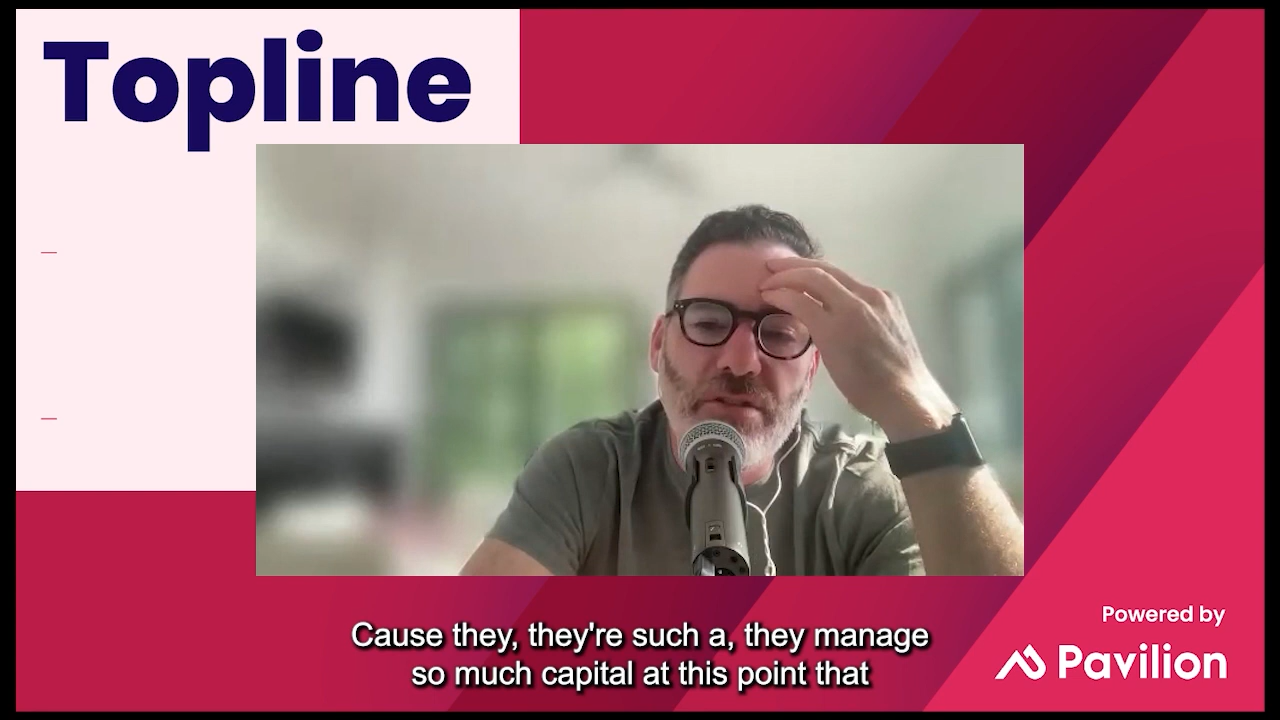 Topline
Cause they, they're such a, they manage
so much capital at this point that
Powered by
Pavilion